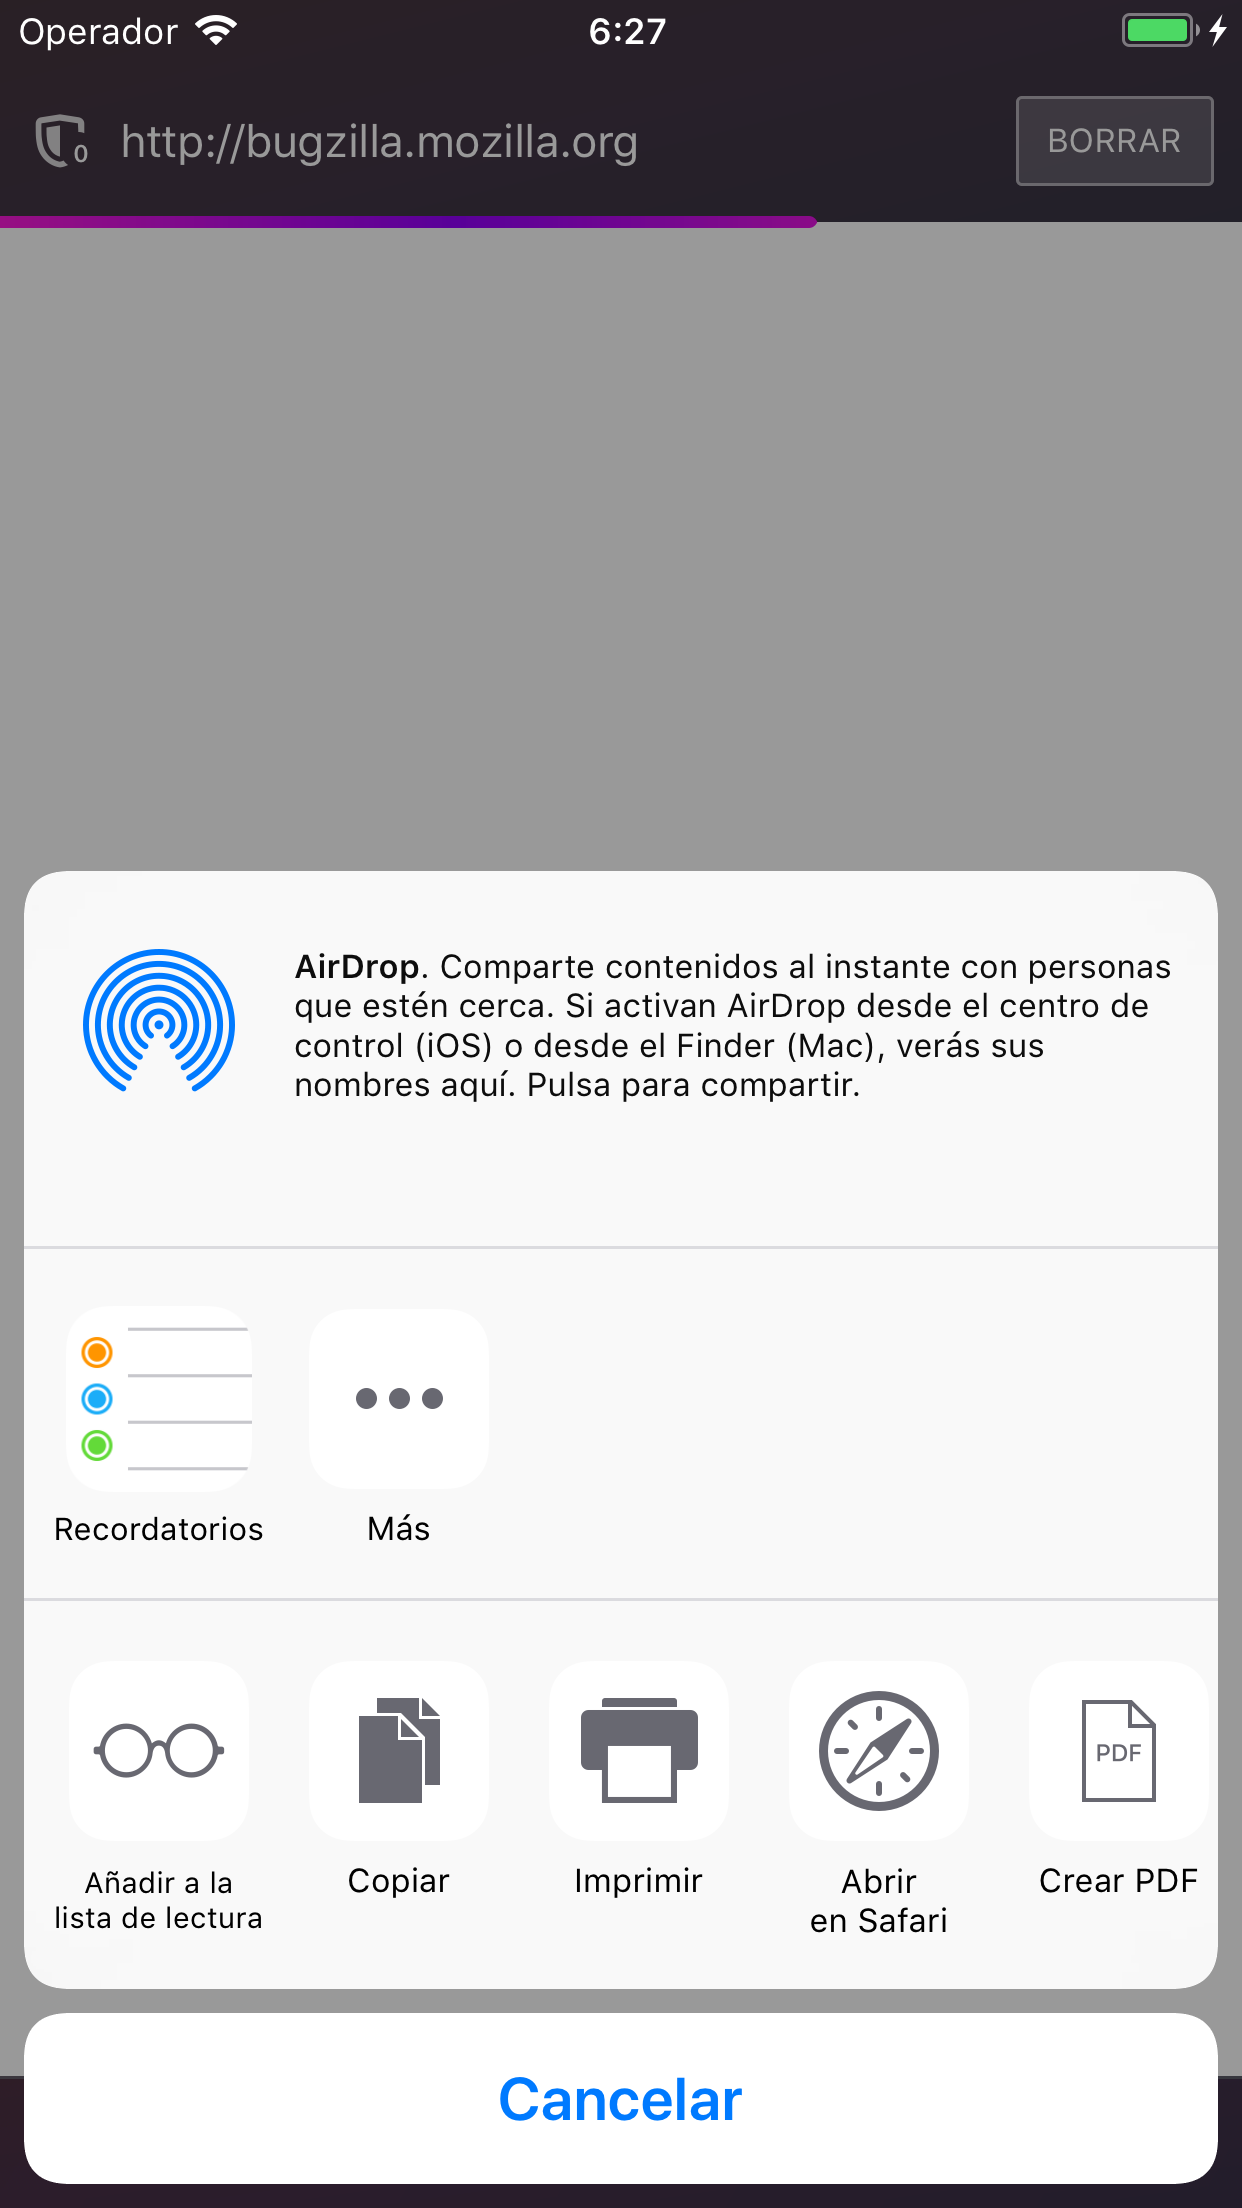 Operador 6:27
0 http://bugzilla.mozilla.org BORRAR
AirDrop. Comparte contenidos al instante con personas
que estén cerca. Si activan AirDrop desde el centro de
control (iOS) o desde el Finder (Mac), verás sus
nombres aquí. Pulsa para compartir.
Recordatorios Más
Añadir a la
lista de lectura
Copiar
Imprimir
Abrir
en Safari
PDF
Crear PDF
Cancelar